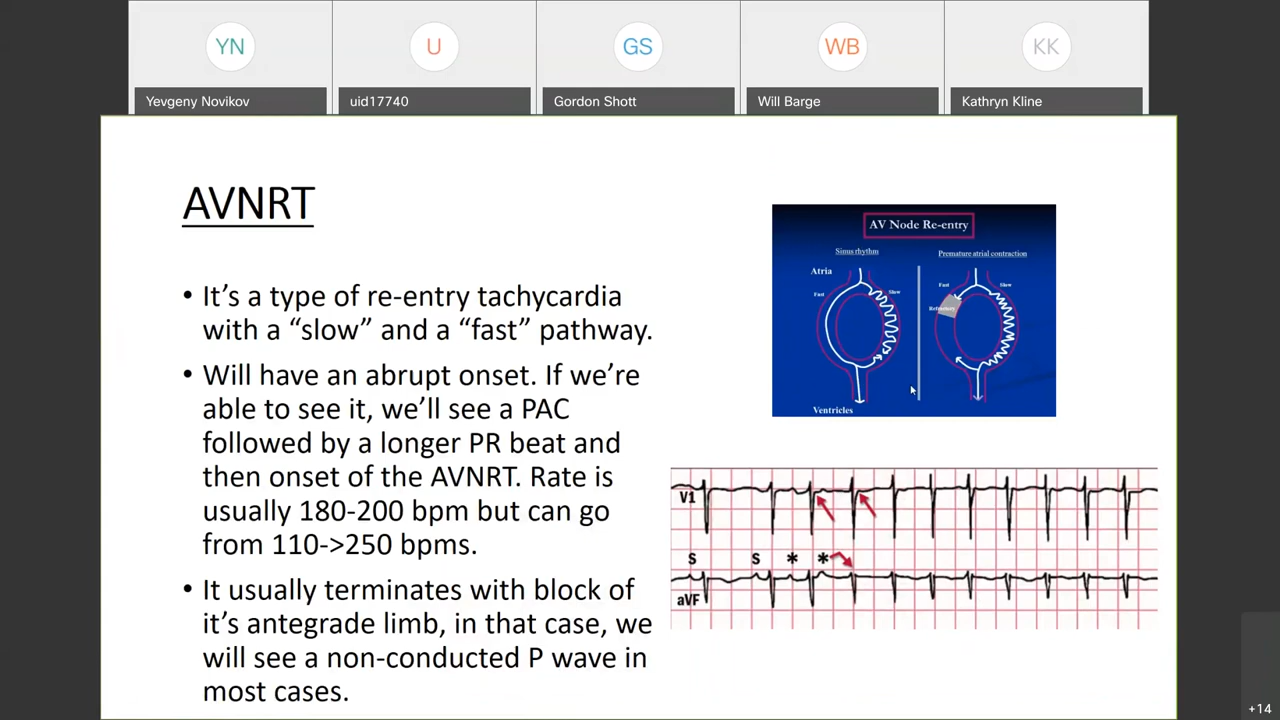 YN
U
GS
WB
KK
Yevgeny Novikov
uid17740
Gordon Shott
Will Barge
Kathryn Kline
AVNRT
• It's a type of re-entry tachycardia
with a “slow” and a “fast” pathway.
• Will have an abrupt onset. If we're
able to see it, we'll see a PAC
followed by a longer PR beat and
then onset of the AVNRT. Rate is
usually 180-200 bpm but can go
from 110->250 bpms.
• It usually terminates with block of
it's antegrade limb, in that case, we
will see a non-conducted P wave in
most cases.
AV Node Re-entry
Sinus rhythm
Premature atrial contraction
Atria
Fast
Slow
Fast
Slow
Refractory
Ventricles
V1
S S * *
aVF
+14